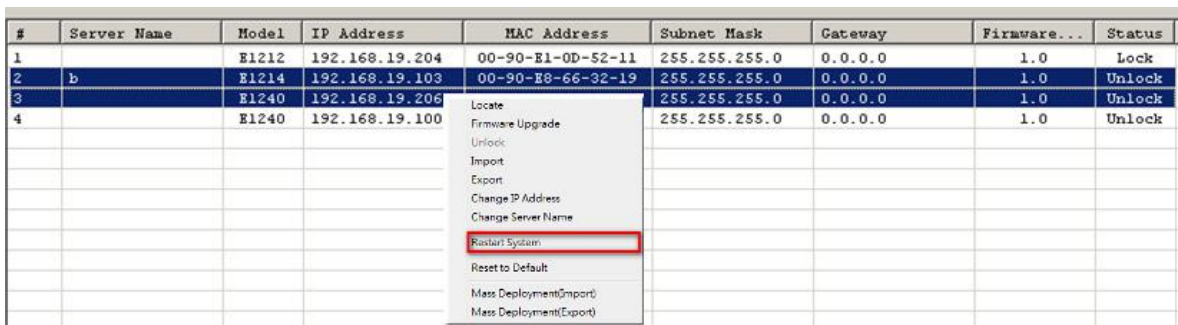 # Server Name Model IP Address MAC Address Subnet Mask Gateway Firmware... Status
1 E1212 192.168.19.204 00-90-E1-0D-52-11 255.255.255.0 0.0.0.0 1.0 Lock
2 b E1214 192.168.19.103 00-90-E8-66-32-19 255.255.255.0 0.0.0.0 1.0 Unlock
3 E1240 192.168.19.206 255.255.255.0 0.0.0.0 1.0 Unlock
4 E1240 192.168.19.100 255.255.255.0 0.0.0.0 1.0 Unlock
Locate
Firmware Upgrade
Unlock
Import
Export
Change IP Address
Change Server Name
Restart System
Reset to Default
Mass Deployment(Import)
Mass Deployment(Export)